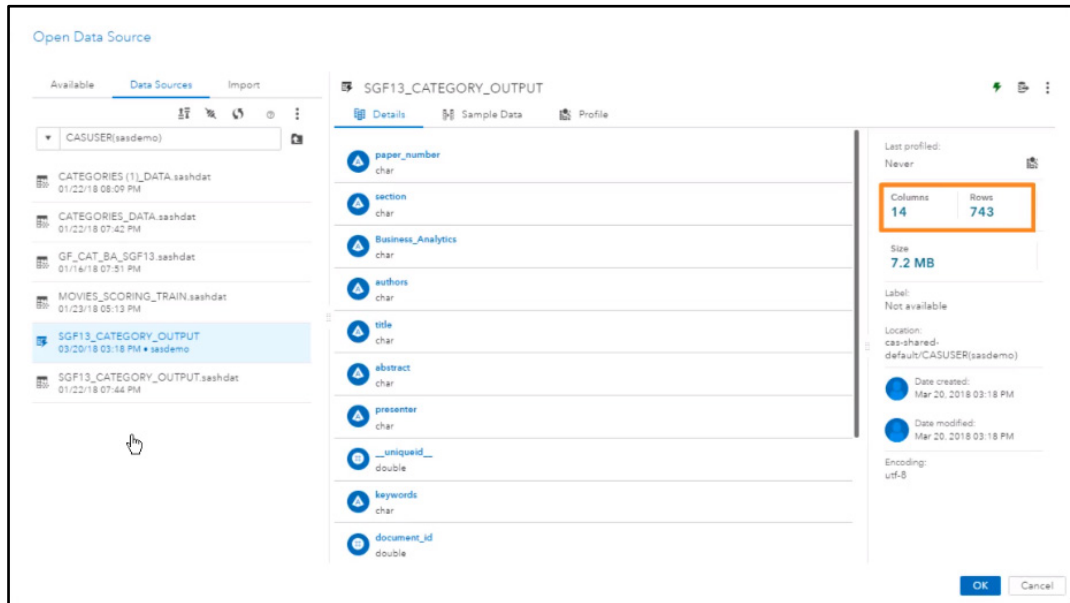 Open Data Source
Available Data Sources Import
CASUSER(sasdemo)
CATEGORIES (1)_DATA.sashdat
01/22/18 08:09 PM
CATEGORIES_DATA.sashdat
01/22/18 07:42 PM
GF_CAT_BA_SGF13.sashdat
01/16/18 07:51 PM
MOVIES_SCORING_TRAIN.sashdat
01/23/18 05:13 PM
SGF13_CATEGORY_OUTPUT
03/20/18 03:18 PM • sasdemo
SGF13_CATEGORY_OUTPUT.sashdat
01/22/18 07:44 PM
SGF13_CATEGORY_OUTPUT
Details Sample Data Profile
paper_number
char
section
char
Business_Analytics
char
authors
char
title
char
abstract
char
presenter
char
__uniqueid__
double
keywords
char
document_id
double
Last profiled:
Never
Columns Rows
14 743
Size
7.2 MB
Label:
Not available
Location:
cas-shared-
default/CASUSER(sasdemo)
Date created:
Mar 20, 2018 03:18 PM
Date modified:
Mar 20, 2018 03:18 PM
Encoding:
utf-8
OK Cancel